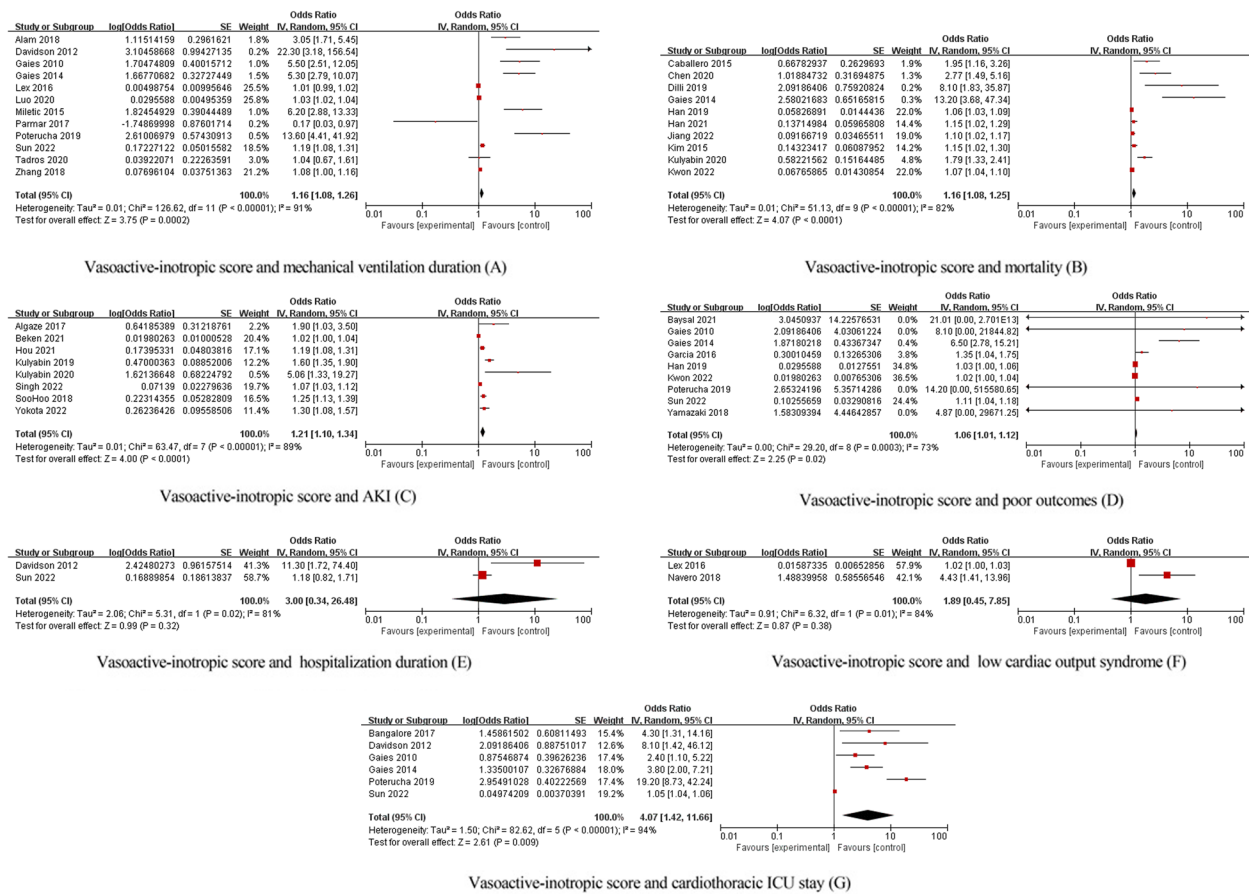 Odds Ratio Odds Ratio
Study or Subgroup log[Odds Ratio] SE Weight IV, Random, 95% CI IV, Random, 95% CI
Alam 2018 1.11514159 0.2961621 1.8% 3.05 [1.71, 5.45]
Davidson 2012 3.10458668 0.99427135 0.2% 22.30 [3.18, 156.54]
Gaies 2010 1.70474809 0.40015712 1.0% 5.50 [2.51, 12.05]
Gaies 2014 1.66770682 0.32727449 1.4% 5.30 [2.79, 10.07]
Lex 2016 0.00498754 0.00995646 25.5% 1.01 [0.99, 1.02]
Luo 2020 0.0295588 0.00495359 25.8% 1.03 [1.02, 1.04]
Miletic 2015 1.82454929 0.39044489 1.0% 6.20 [2.88, 13.33]
Parmar 2017 -1.74869998 0.87601714 0.2% 0.17 [0.03, 0.97]
Poterucha 2019 2.61006979 0.57430913 0.5% 13.60 [4.41, 41.92]
Sun 2022 0.17227122 0.05015582 18.5% 1.19 [1.08, 1.31]
Tadros 2020 0.03922071 0.22263591 3.0% 1.04 [0.67, 1.61]
Zhang 2018 0.07696104 0.03751363 21.2% 1.08 [1.00, 1.16]
Total (95% CI) 100.0% 1.16 [1.08, 1.26]
Heterogeneity: Tau² = 0.01; Chi² = 126.62, df = 11 (P < 0.00001); I² = 91%
Test for overall effect: Z = 3.75 (P = 0.0002)
0.01 0.1 1 10 100
Favours [experimental] Favours [control]
Vasoactive-inotropic score and mechanical ventilation duration (A)
Odds Ratio Odds Ratio
Study or Subgroup log[Odds Ratio] SE Weight IV, Random, 95% CI IV, Random, 95% CI
Caballero 2015 0.66782937 0.2629693 1.9% 1.95 [1.16, 3.26]
Chen 2020 1.01884732 0.31694875 1.4% 2.77 [1.49, 5.16]
Dilli 2019 2.09186406 0.75920824 0.2% 8.10 [1.83, 35.87]
Gaies 2014 2.58021683 0.65165815 0.3% 13.20 [3.68, 47.34]
Han 2019 0.05826891 0.0144436 22.0% 1.06 [1.03, 1.09]
Han 2021 0.13714984 0.05965808 14.4% 1.15 [1.02, 1.29]
Jiang 2022 0.09166719 0.03465511 19.0% 1.10 [1.02, 1.17]
Kim 2015 0.14323417 0.06087952 14.2% 1.15 [1.02, 1.30]
Kulyabin 2020 0.58221562 0.15164485 4.8% 1.79 [1.33, 2.41]
Kwon 2022 0.06765865 0.01430854 22.0% 1.07 [1.04, 1.10]
Total (95% CI) 100.0% 1.16 [1.08, 1.25]
Heterogeneity: Tau² = 0.01; Chi² = 51.13, df = 9 (P < 0.00001); I² = 82%
Test for overall effect: Z = 4.07 (P < 0.0001)
0.01 0.1 1 10 100
Favours [experimental] Favours [control]
Vasoactive-inotropic score and mortality (B)
Odds Ratio Odds Ratio
Study or Subgroup log[Odds Ratio] SE Weight IV, Random, 95% CI IV, Random, 95% CI
Algaze 2017 0.64185389 0.31218761 2.2% 1.90 [1.03, 3.50]
Beken 2021 0.01980263 0.01000528 20.4% 1.02 [1.00, 1.04]
Hou 2021 0.17395331 0.04803816 17.1% 1.19 [1.08, 1.31]
Kulyabin 2019 0.47000363 0.08852006 12.2% 1.60 [1.35, 1.90]
Kulyabin 2020 1.62136648 0.68224792 0.5% 5.06 [1.33, 19.27]
Singh 2022 0.07139 0.02279636 19.7% 1.07 [1.03, 1.12]
SooHoo 2018 0.22314355 0.05282809 16.5% 1.25 [1.13, 1.39]
Yokota 2022 0.26236426 0.09558506 11.4% 1.30 [1.08, 1.57]
Total (95% CI) 100.0% 1.21 [1.10, 1.34]
Heterogeneity: Tau² = 0.01; Chi² = 63.47, df = 7 (P < 0.00001); I² = 89%
Test for overall effect: Z = 4.00 (P < 0.0001)
0.01 0.1 1 10 100
Favours [experimental] Favours [control]
Vasoactive-inotropic score and AKI (C)
Odds Ratio Odds Ratio
Study or Subgroup log[Odds Ratio] SE Weight IV, Random, 95% CI IV, Random, 95% CI
Baysal 2021 3.0450937 14.22576531 0.0% 21.01 [0.00, 2.701E13]
Gaies 2010 2.09186406 4.03061224 0.0% 8.10 [0.00, 21844.82]
Gaies 2014 1.87180218 0.43367347 0.4% 6.50 [2.78, 15.21]
Garcia 2016 0.30010459 0.13265306 3.8% 1.35 [1.04, 1.75]
Han 2019 0.0295588 0.0127551 34.8% 1.03 [1.00, 1.06]
Kwon 2022 0.01980263 0.00765306 36.5% 1.02 [1.00, 1.04]
Poterucha 2019 2.65324196 5.35714286 0.0% 14.20 [0.00, 515580.65]
Sun 2022 0.10255659 0.03290816 24.4% 1.11 [1.04, 1.18]
Yamazaki 2018 1.58309394 4.44642857 0.0% 4.87 [0.00, 29671.25]
Total (95% CI) 100.0% 1.06 [1.01, 1.12]
Heterogeneity: Tau² = 0.00; Chi² = 29.20, df = 8 (P = 0.0003); I² = 73%
Test for overall effect: Z = 2.25 (P = 0.02)
0.01 0.1 1 10 100
Favours [experimental] Favours [control]
Vasoactive-inotropic score and poor outcomes (D)
Odds Ratio Odds Ratio
Study or Subgroup log[Odds Ratio] SE Weight IV, Random, 95% CI IV, Random, 95% CI
Davidson 2012 2.42480273 0.96157514 41.3% 11.30 [1.72, 74.40]
Sun 2022 0.16889854 0.18613837 58.7% 1.18 [0.82, 1.71]
Total (95% CI) 100.0% 3.00 [0.34, 26.48]
Heterogeneity: Tau² = 2.06; Chi² = 5.31, df = 1 (P = 0.02); I² = 81%
Test for overall effect: Z = 0.99 (P = 0.32)
0.01 0.1 1 10 100
Favours [experimental] Favours [control]
Vasoactive-inotropic score and hospitalization duration (E)
Odds Ratio Odds Ratio
Study or Subgroup log[Odds Ratio] SE Weight IV, Random, 95% CI IV, Random, 95% CI
Lex 2016 0.01587335 0.00652856 57.9% 1.02 [1.00, 1.03]
Navero 2018 1.48839958 0.58556546 42.1% 4.43 [1.41, 13.96]
Total (95% CI) 100.0% 1.89 [0.45, 7.85]
Heterogeneity: Tau² = 0.91; Chi² = 6.32, df = 1 (P = 0.01); I² = 84%
Test for overall effect: Z = 0.87 (P = 0.38)
0.01 0.1 1 10 100
Favours [experimental] Favours [control]
Vasoactive-inotropic score and low cardiac output syndrome (F)
Odds Ratio Odds Ratio
Study or Subgroup log[Odds Ratio] SE Weight IV, Random, 95% CI IV, Random, 95% CI
Bangalore 2017 1.45861502 0.60811493 15.4% 4.30 [1.31, 14.16]
Davidson 2012 2.09186406 0.88751017 12.6% 8.10 [1.42, 46.12]
Gaies 2010 0.87546874 0.39626236 17.4% 2.40 [1.10, 5.22]
Gaies 2014 1.33500107 0.32676884 18.0% 3.80 [2.00, 7.21]
Poterucha 2019 2.95491028 0.40222569 17.4% 19.20 [8.73, 42.24]
Sun 2022 0.04974209 0.00370391 19.2% 1.05 [1.04, 1.06]
Total (95% CI) 100.0% 4.07 [1.42, 11.66]
Heterogeneity: Tau² = 1.50; Chi² = 82.62, df = 5 (P < 0.00001); I² = 94%
Test for overall effect: Z = 2.61 (P = 0.009)
0.01 0.1 1 10 100
Favours [experimental] Favours [control]
Vasoactive-inotropic score and cardiothoracic ICU stay (G)